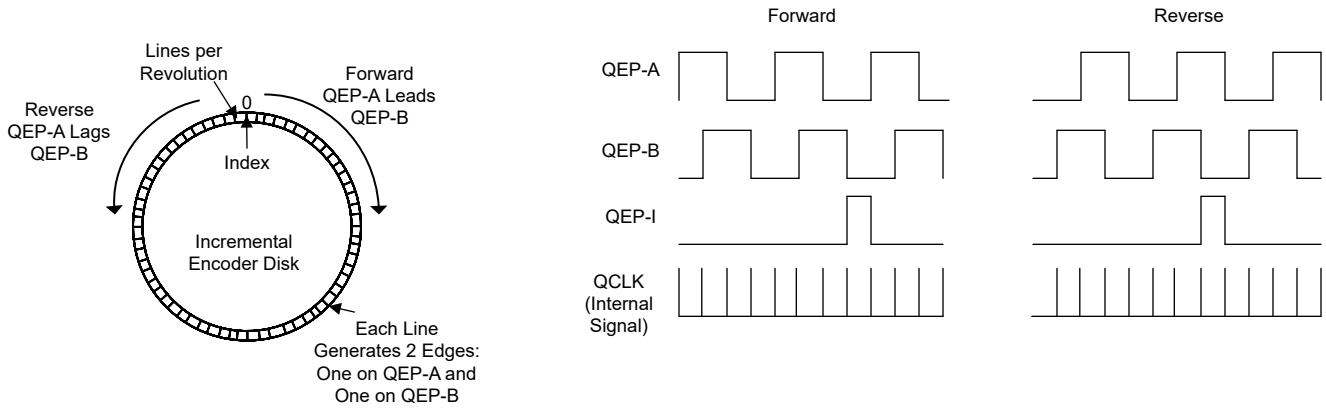 Lines per
Revolution
Forward
QEP-A Leads
QEP-B
Reverse
QEP-A Lags
QEP-B
0
Index
Incremental
Encoder Disk
Each Line
Generates 2 Edges:
One on QEP-A and
One on QEP-B
Forward
Reverse
QEP-A
QEP-B
QEP-I
QCLK
(Internal
Signal)